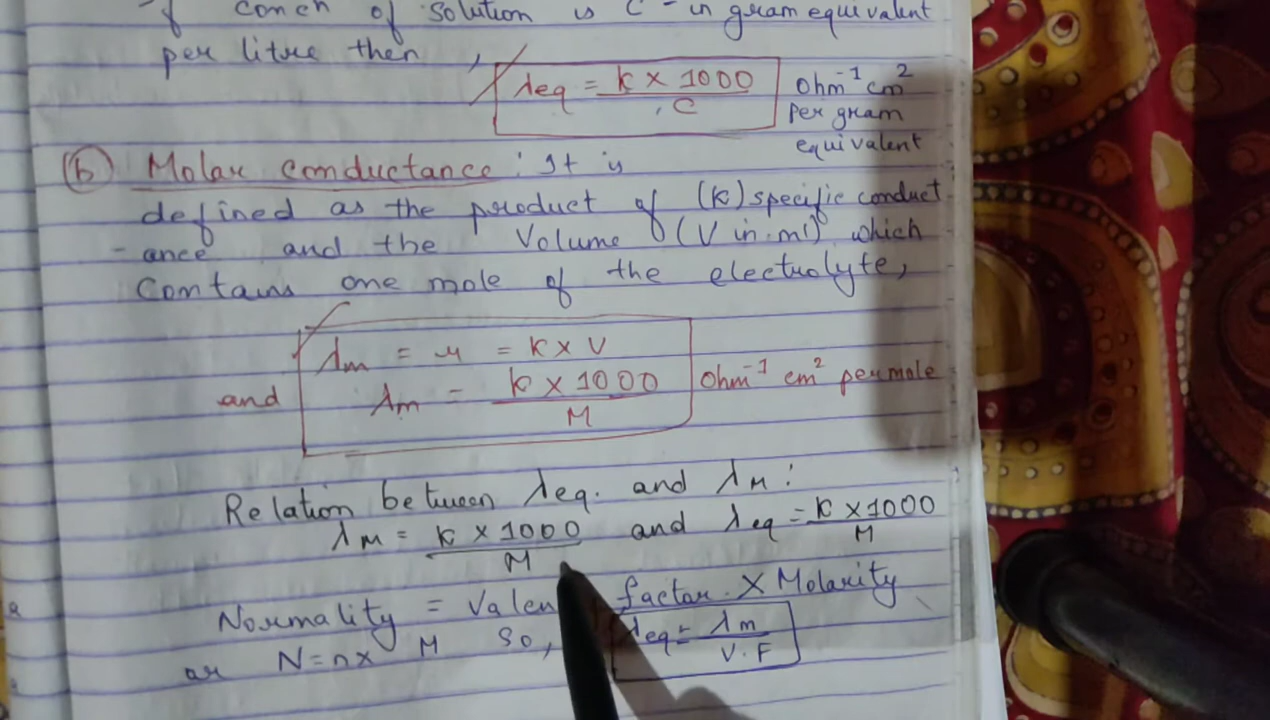 if conc<sup>n</sup> of solution is C - in gram equivalent
per litre then,
λeq = K × 1000 / C ohm⁻¹ cm² per gram equivalent
(b) Molar conductance : It is
defined as the product of (K) specific conduct
- ance and the Volume (V in ml) which
Contains one mole of the electrolyte,
λm = μ = K × V
and λm = K × 1000 / M ohm⁻¹ cm² per mole
Relation between λeq. and λM :
λM = K × 1000 / M and λeq = K × 1000 / M
Normality = Valen factor × Molarity
or N = n × M So, λeq = λm / V.F